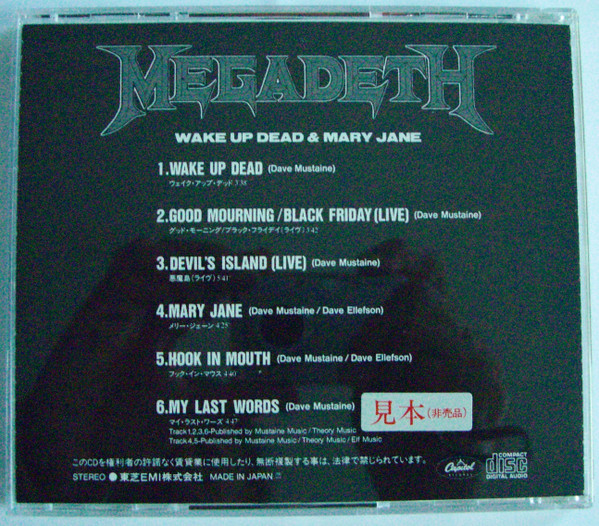 MEGADETH
WAKE UP DEAD & MARY JANE
1.WAKE UP DEAD (Dave Mustaine)
ウェイク・アップ・デッド 3'38
2.GOOD MOURNING/BLACK FRIDAY(LIVE) (Dave Mustaine)
グッド・モーニング/ブラック・フライデイ(ライヴ)
3.DEVIL'S ISLAND (LIVE) (Dave Mustaine)
悪魔島(ライヴ) 5'41"
4.MARY JANE (Dave Mustaine / Dave Ellefson)
メリー・ジェーン 4'25
5.HOOK IN MOUTH (Dave Mustaine / Dave Ellefson)
フック・イン・マウス 4'40
6.MY LAST WORDS (Dave Mustaine)
マイ・ラスト・ワーズ 4'47
見本(非売品)
Track1,2,3,6-Published by Mustaine Music / Theory Music
Track4,5-Published by Mustaine Music / Theory Music / Elf Music
このCDを権利者の許諾なく賃貸業に使用したり、無断複製する事は、法律で禁じられています。
STEREO ● 東芝EMI株式会社 MADE IN JAPAN
Capitol
COMPACT
disc
DIGITAL AUDIO